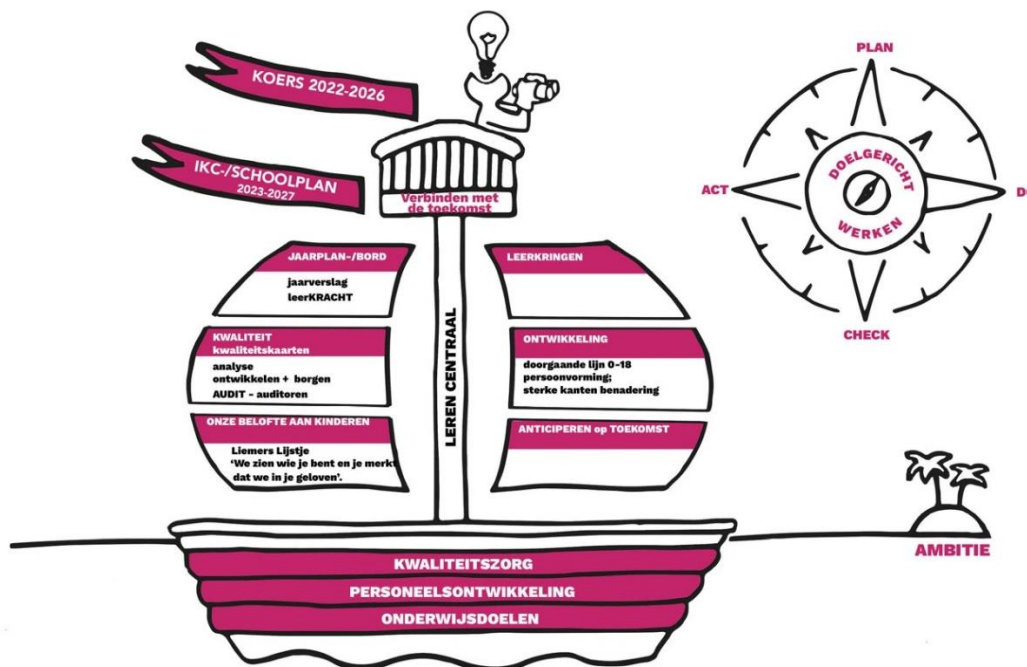 KOERS 2022-2026
IKC-/SCHOOLPLAN
2023-2027
Verbinden met
de toekomst
JAARPLAN-/BORD
jaarverslag
leerKRACHT
KWALITEIT
kwaliteitskaarten
analyse
ontwikkelen + borgen
AUDIT - auditoren
ONZE BELOFTE AAN KINDEREN
Liemers Lijstje
‘We zien wie je bent en je merkt
dat we in je geloven’.
LEREN CENTRAAL
LEERKRINGEN
ONTWIKKELING
doorgaande lijn 0-18
persoonvorming;
sterke kanten benadering
ANTICIPEREN op TOEKOMST
KWALITEITSZORG
PERSONEELSONTWIKKELING
ONDERWIJSDOELEN
PLAN
ACT
DOELGERICHT
WERKEN
CHECK
AMBITIE